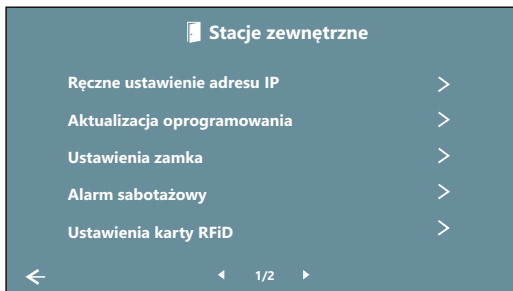 Stacje zewnętrzne
Ręczne ustawienie adresu IP
Aktualizacja oprogramowania
Ustawienia zamka
Alarm sabotażowy
Ustawienia karty RFiD
1/2